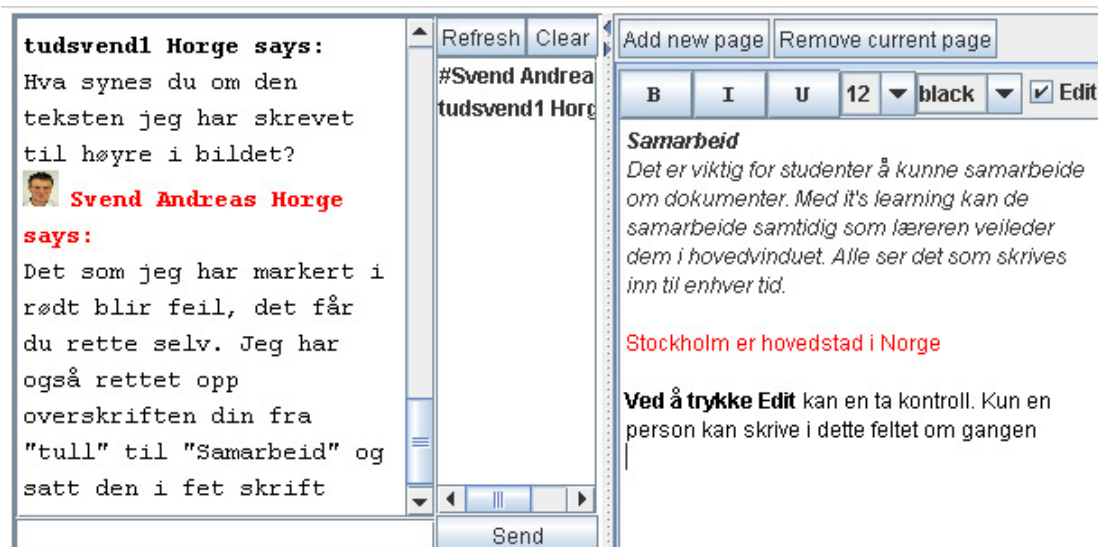 tudsvend1 Horge says:
Hva synes du om den
teksten jeg har skrevet
til høyre i bildet?
Svend Andreas Horge
says:
Det som jeg har markert i
rødt blir feil, det får
du rette selv. Jeg har
også rettet opp
overskriften din fra
"tull" til "Samarbeid" og
satt den i fet skrift
Refresh Clear
#Svend Andrea
tudsvend1 Horg
Send
Add new page Remove current page
B I U 12 black Edit
Samarbeid
Det er viktig for studenter å kunne samarbeide
om dokumenter. Med it's learning kan de
samarbeide samtidig som læreren veileder
dem i hovedvinduet. Alle ser det som skrives
inn til enhver tid.
Stockholm er hovedstad i Norge
Ved å trykke Edit kan en ta kontroll. Kun en
person kan skrive i dette feltet om gangen